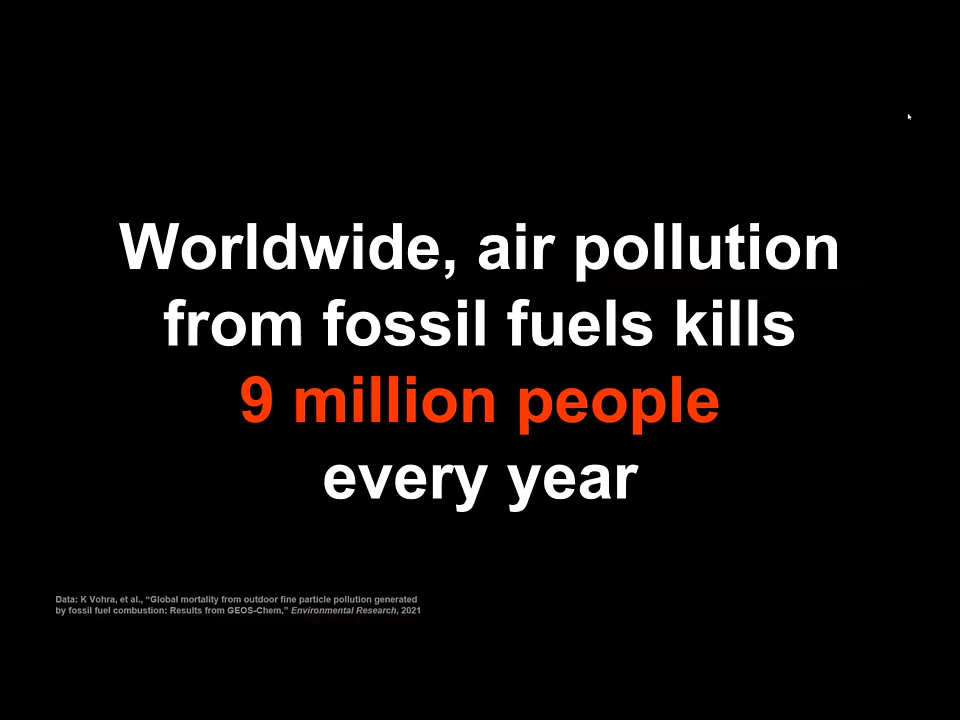 Worldwide, air pollution
from fossil fuels kills
9 million people
every year
Data: K Vohra, et al., “Global mortality from outdoor fine particle pollution generated
by fossil fuel combustion: Results from GEOS-Chem,” Environmental Research, 2021